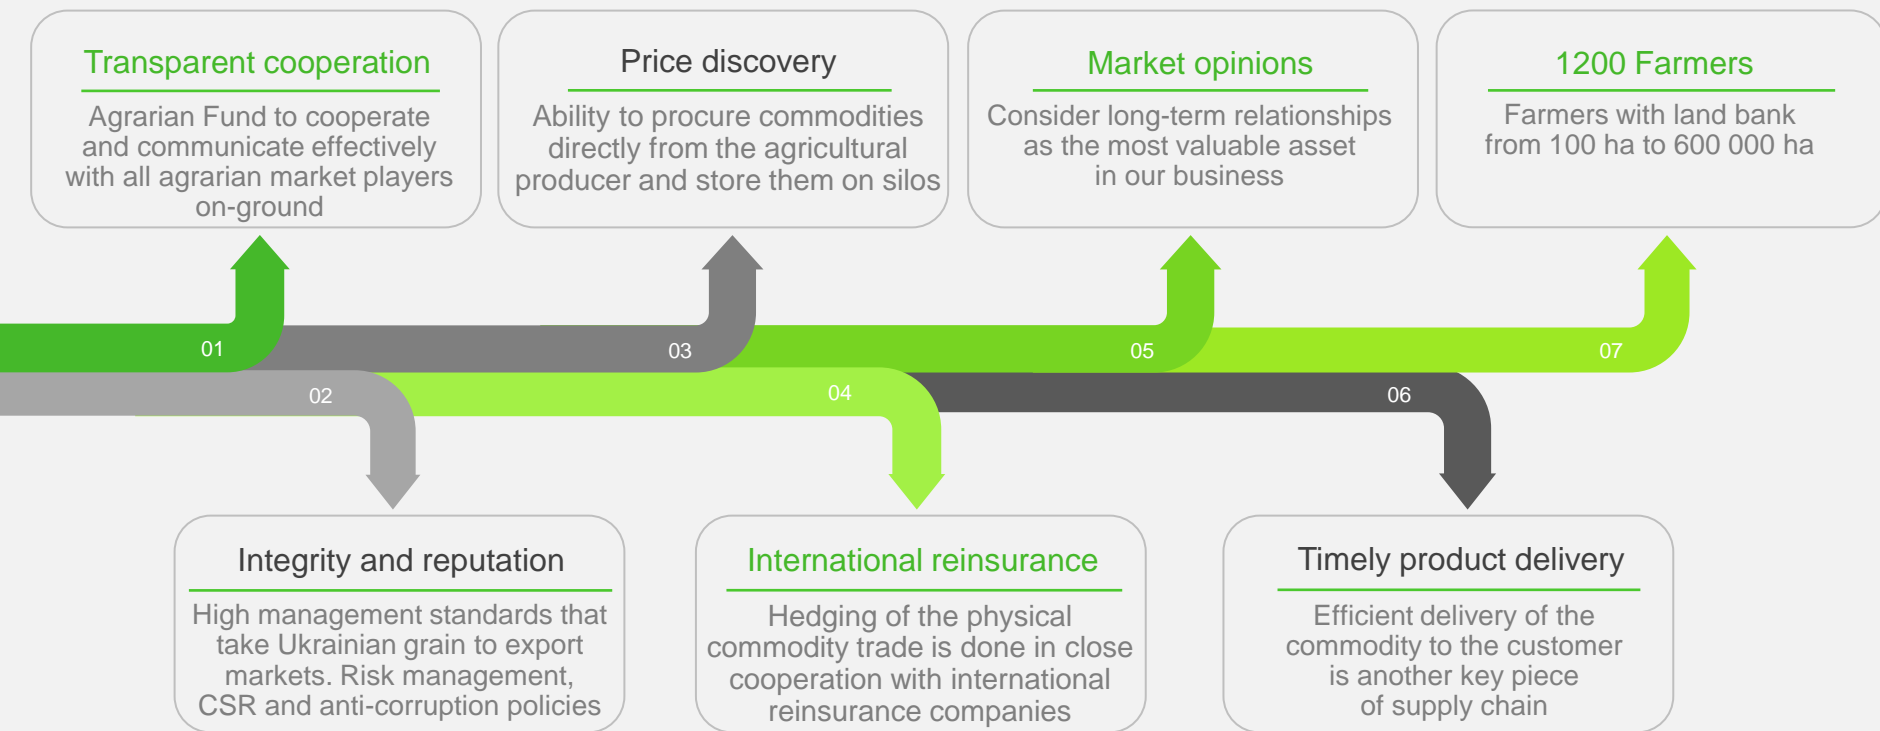 Transparent cooperation
Agrarian Fund to cooperate
and communicate effectively
with all agrarian market players
on-ground
Price discovery
Ability to procure commodities
directly from the agricultural
producer and store them on silos
Market opinions
Consider long-term relationships
as the most valuable asset
in our business
1200 Farmers
Farmers with land bank
from 100 ha to 600 000 ha
01
03
05
07
02
04
06
Integrity and reputation
High management standards that
take Ukrainian grain to export
markets. Risk management,
CSR and anti-corruption policies
International reinsurance
Hedging of the physical
commodity trade is done in close
cooperation with international
reinsurance companies
Timely product delivery
Efficient delivery of the
commodity to the customer
is another key piece
of supply chain